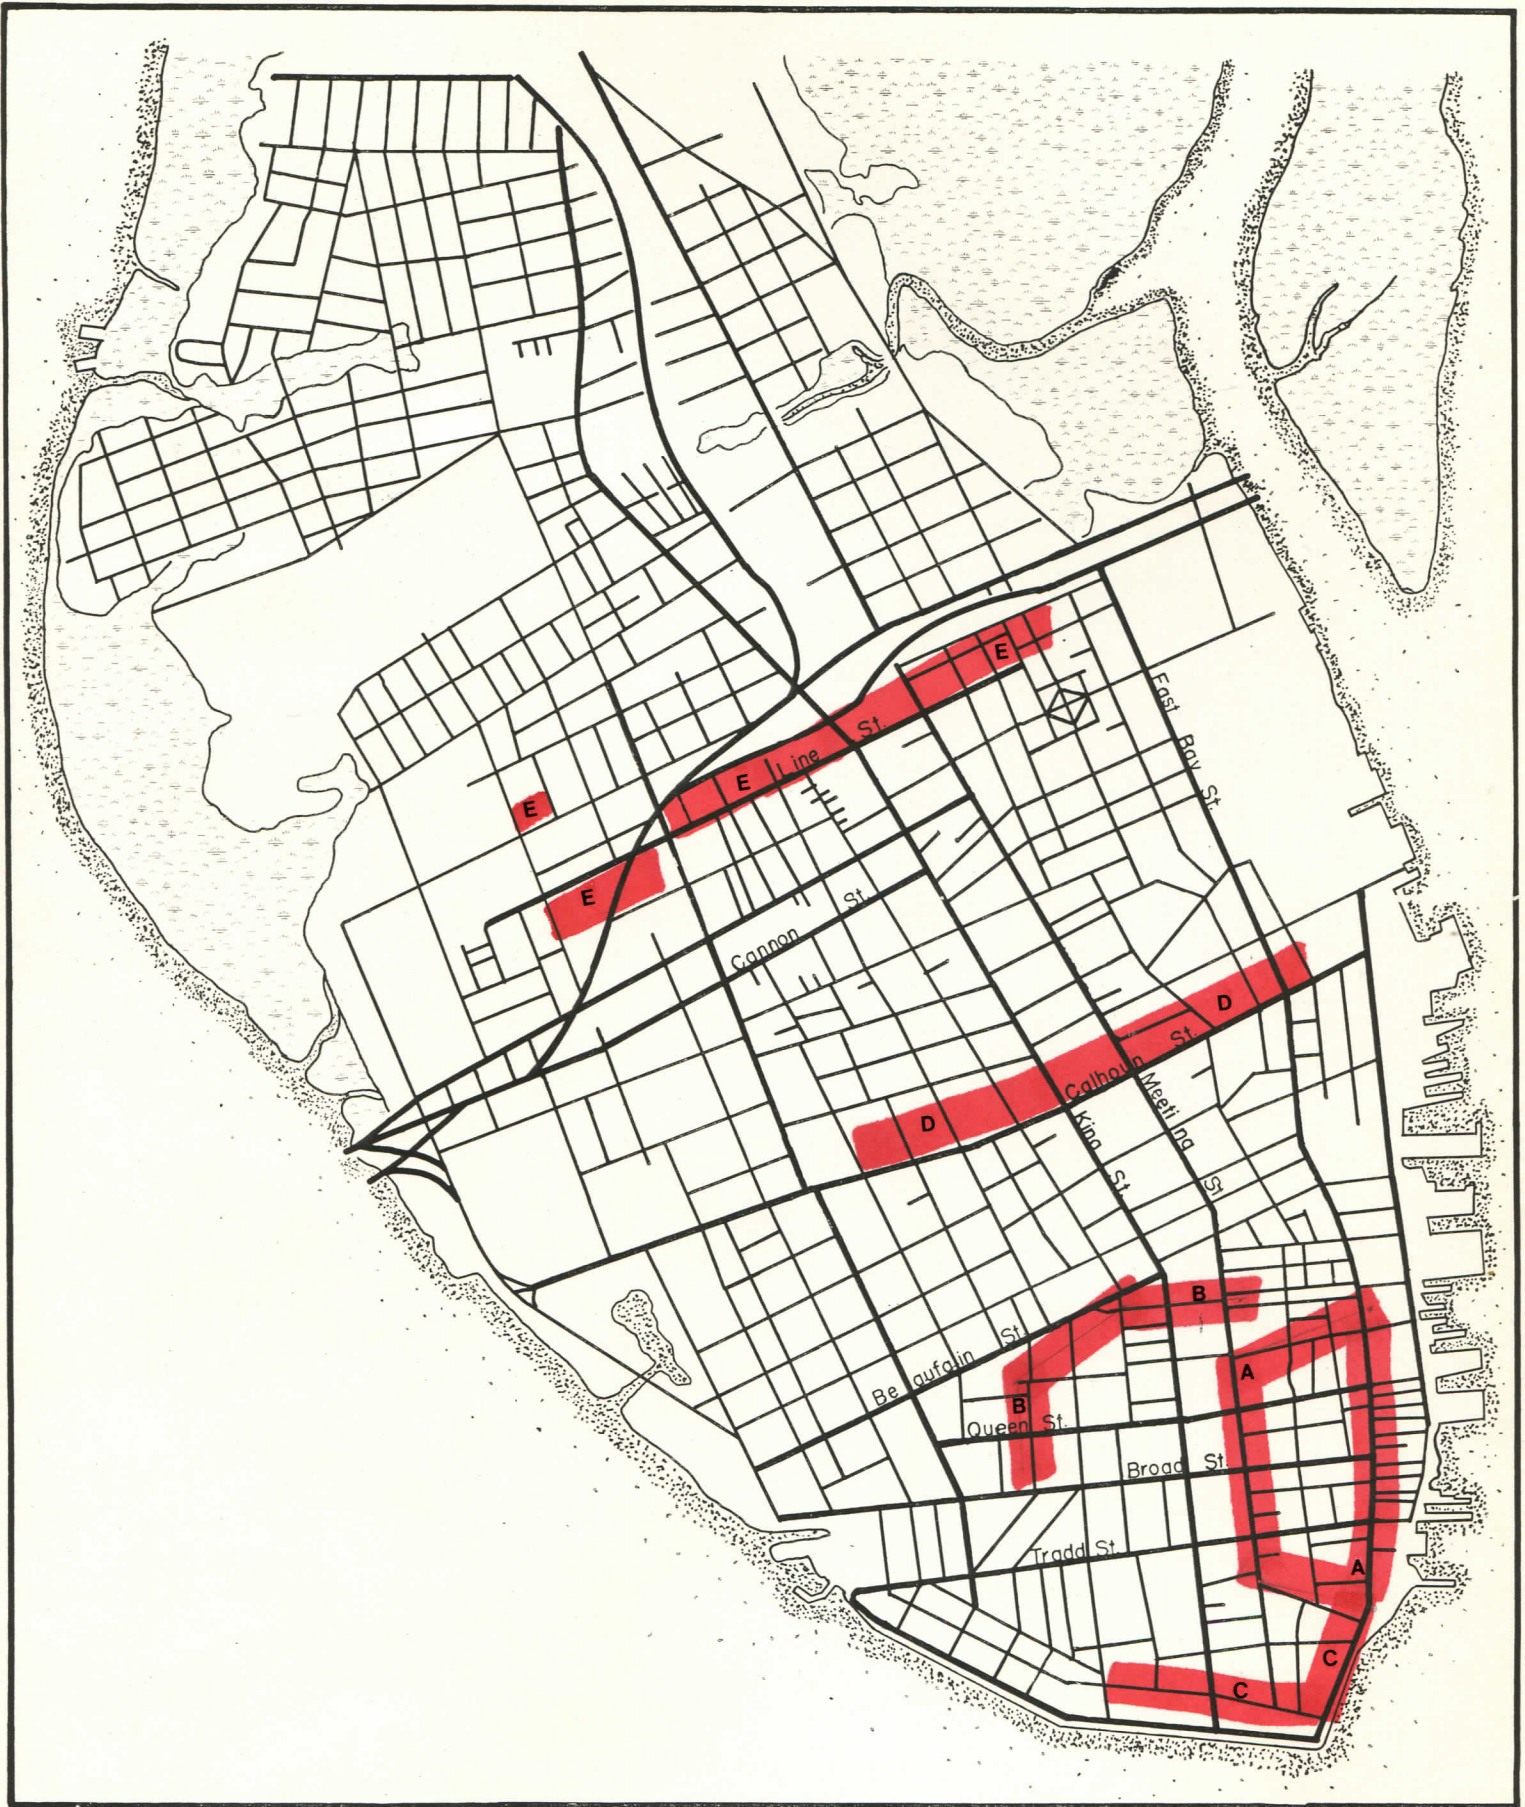 E
East Bay St.
E Line St.
E
E
Cannon St.
D
Calhoun St.
D
King St.
Meeting St
B
Beaufain St.
A
B
Queen St.
Broad St.
Tradd St.
A
C
C